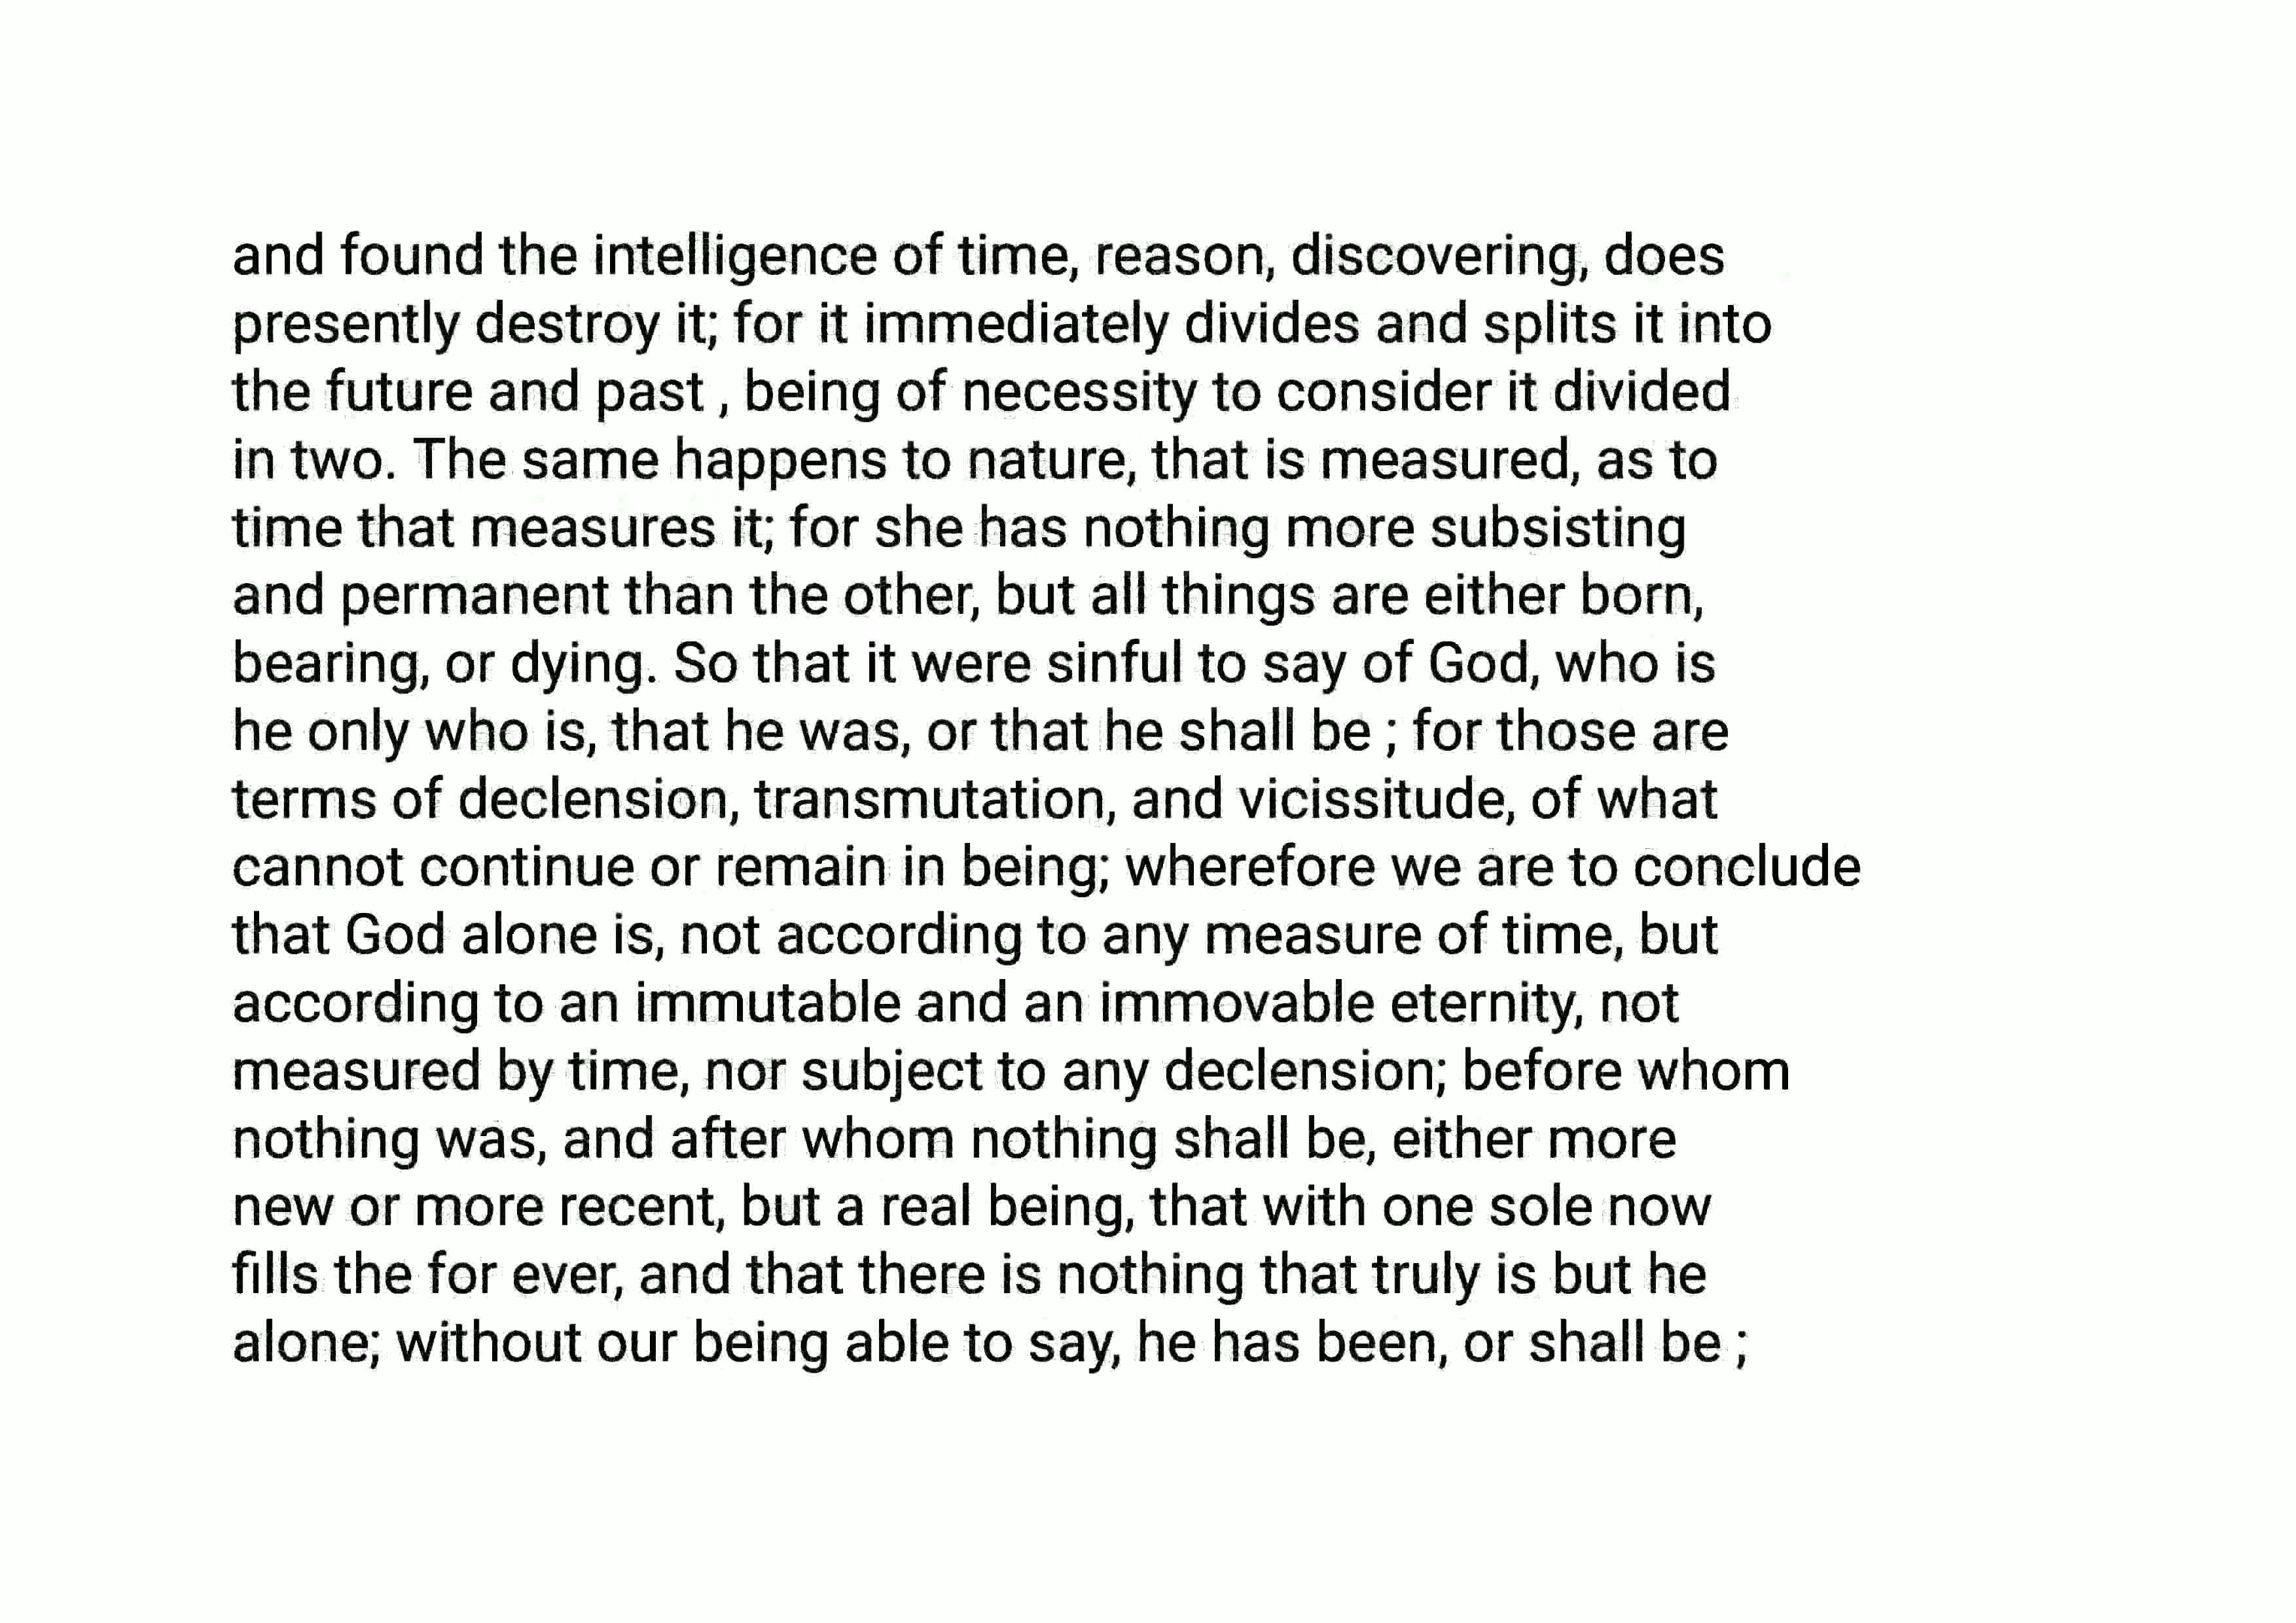 and found the intelligence of time, reason, discovering, does
presently destroy it; for it immediately divides and splits it into
the future and past , being of necessity to consider it divided
in two. The same happens to nature, that is measured, as to
time that measures it; for she has nothing more subsisting
and permanent than the other, but all things are either born,
bearing, or dying. So that it were sinful to say of God, who is
he only who is, that he was, or that he shall be ; for those are
terms of declension, transmutation, and vicissitude, of what
cannot continue or remain in being; wherefore we are to conclude
that God alone is, not according to any measure of time, but
according to an immutable and an immovable eternity, not
measured by time, nor subject to any declension; before whom
nothing was, and after whom nothing shall be, either more
new or more recent, but a real being, that with one sole now
fills the for ever, and that there is nothing that truly is but he
alone; without our being able to say, he has been, or shall be ;